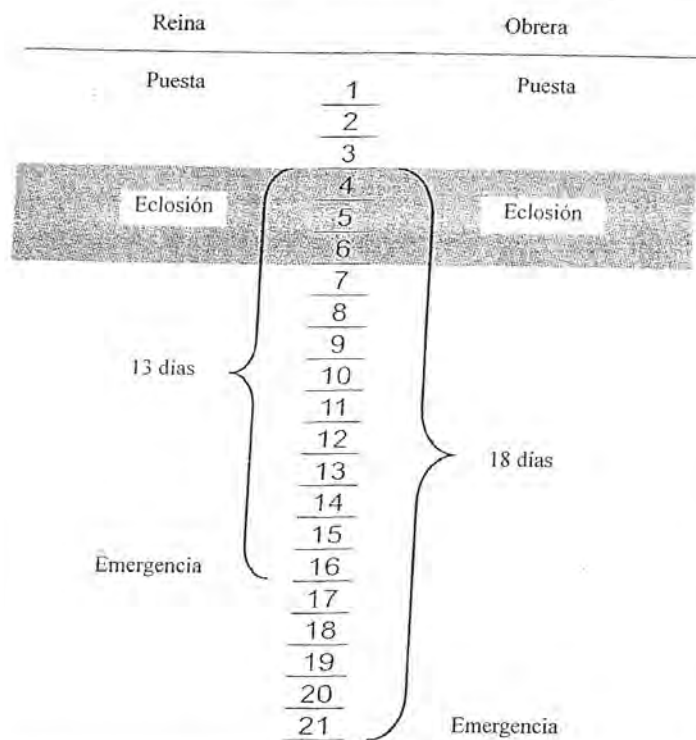 Reina Obrera
Puesta Puesta
1
2
3
4
Eclosión Eclosión
5
6
7
8
9
13 días
10
11
12
18 días
13
14
15
Emergencia
16
17
18
19
20
21 Emergencia